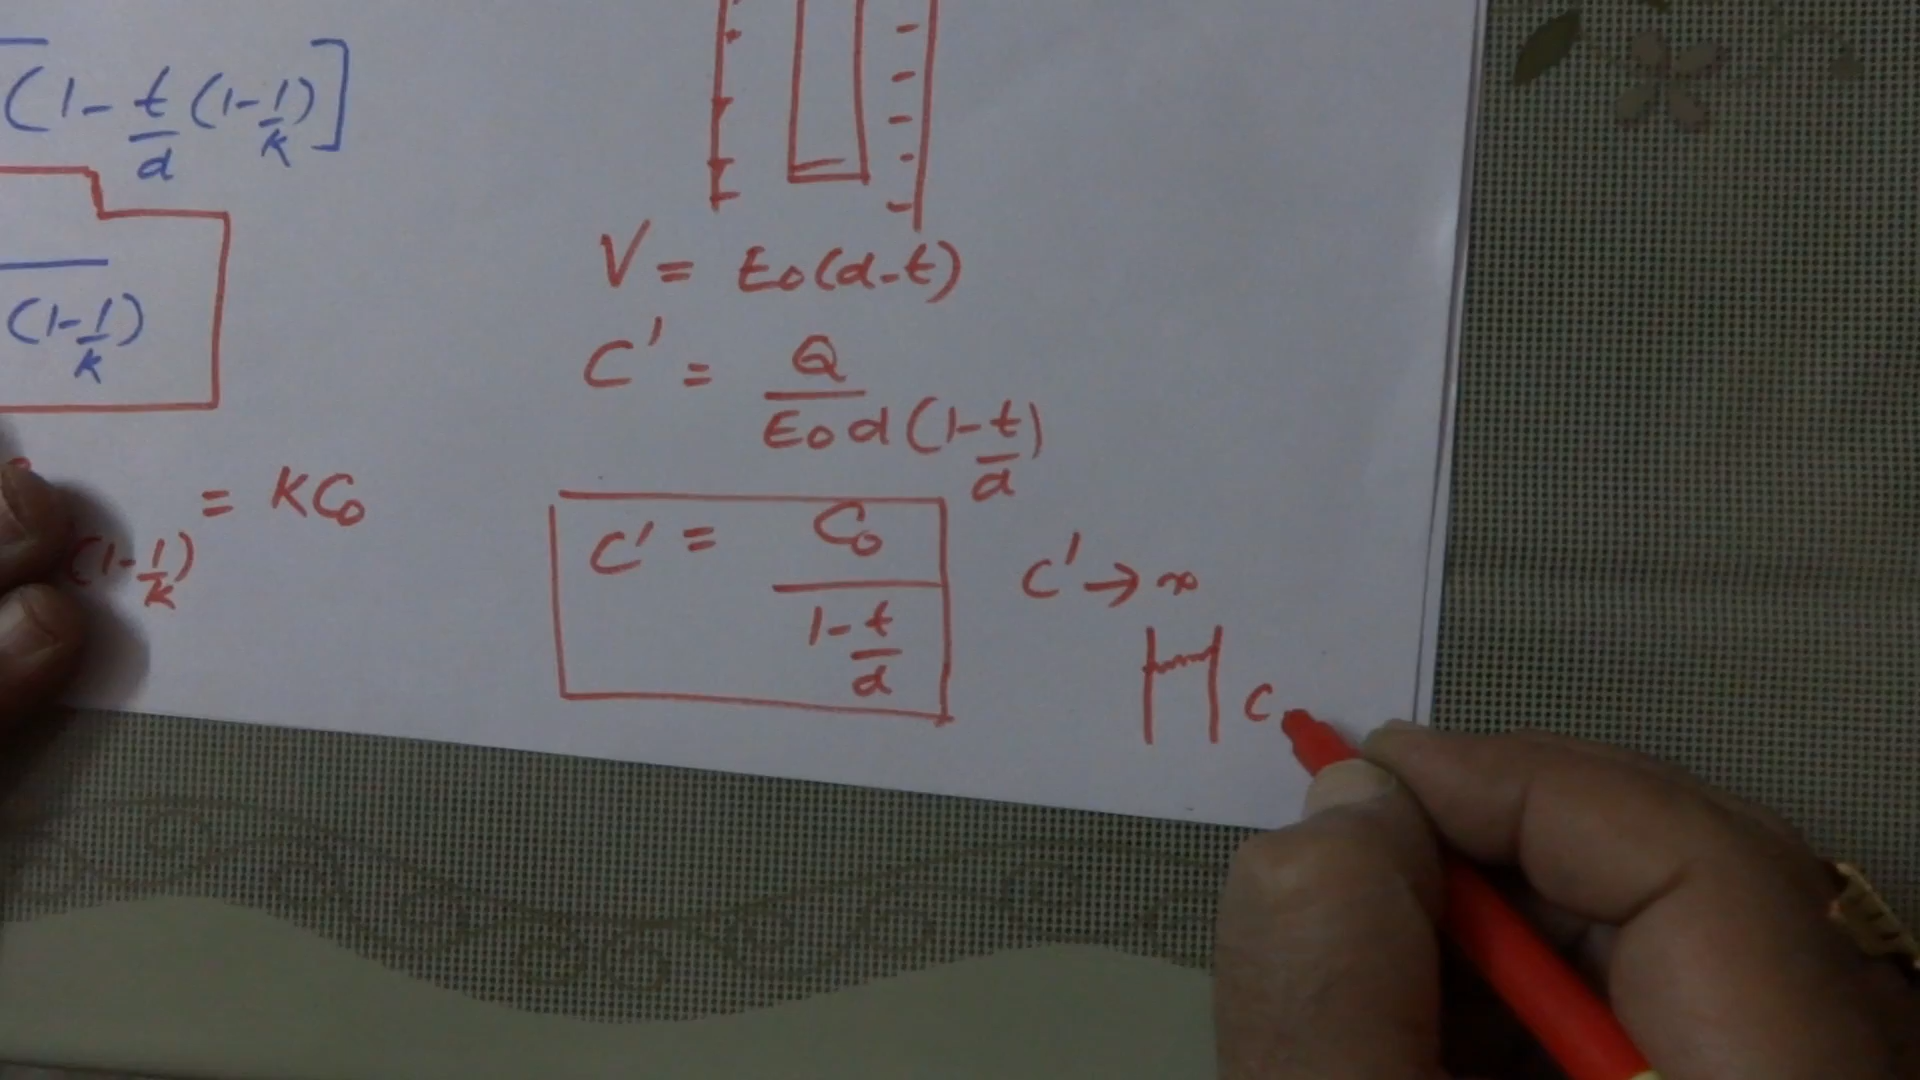 (1-t/d(1-1/k)]
(1-1/k)
= KC₀
(1-1/k)
V = E₀(d-t)
C' = Q/E₀d(1-t/d)
C' = C₀/1-t/d
C' → ∞
C